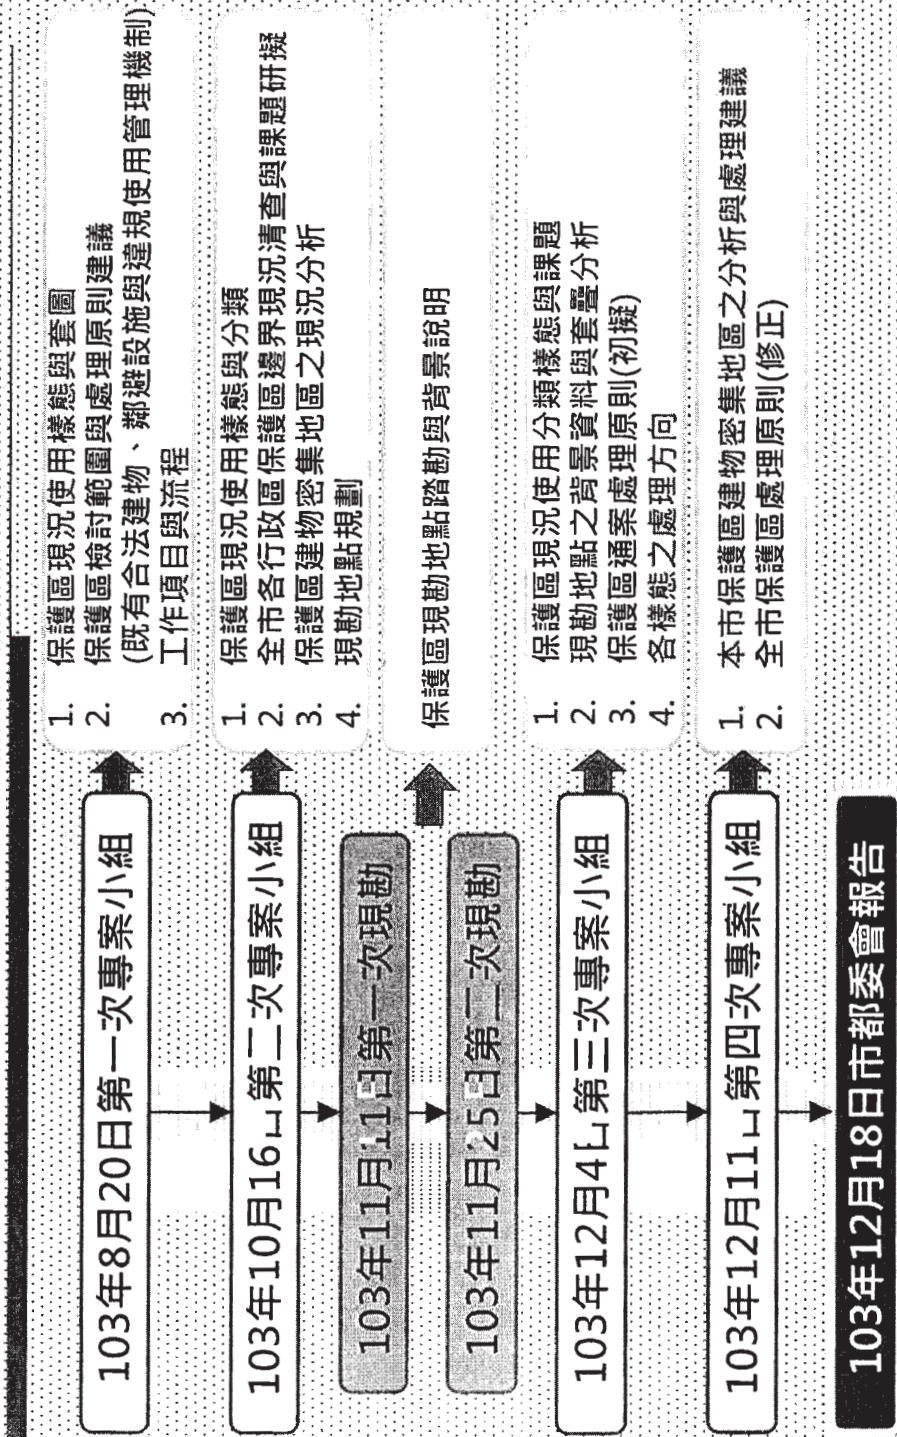 103年8月20日第一次專案小組
1. 保護區現況使用樣態與套圖
2. 保護區檢討範圍與處理原則建議
(既有合法建物、鄰避設施與違規使用管理機制)
3. 工作項目與流程
103年10月16日第二次專案小組
1. 保護區現況使用樣態與分類
2. 全市各行政區保護區邊界現況清查與課題研擬
3. 保護區建物密集地區之現況分析
4. 現勘地點規劃
103年11月11日第一次現勘
103年11月25日第二次現勘
保護區現勘地點踏勘與背景說明
103年12月4日第三次專案小組
1. 保護區現況使用分類樣態與課題
2. 現勘地點之背景資料與套疊分析
3. 保護區通案處理原則(初擬)
4. 各樣態之處理方向
103年12月11日第四次專案小組
1. 本市保護區建物密集地區之分析與處理建議
2. 全市保護區處理原則(修正)
103年12月18日市都委會報告